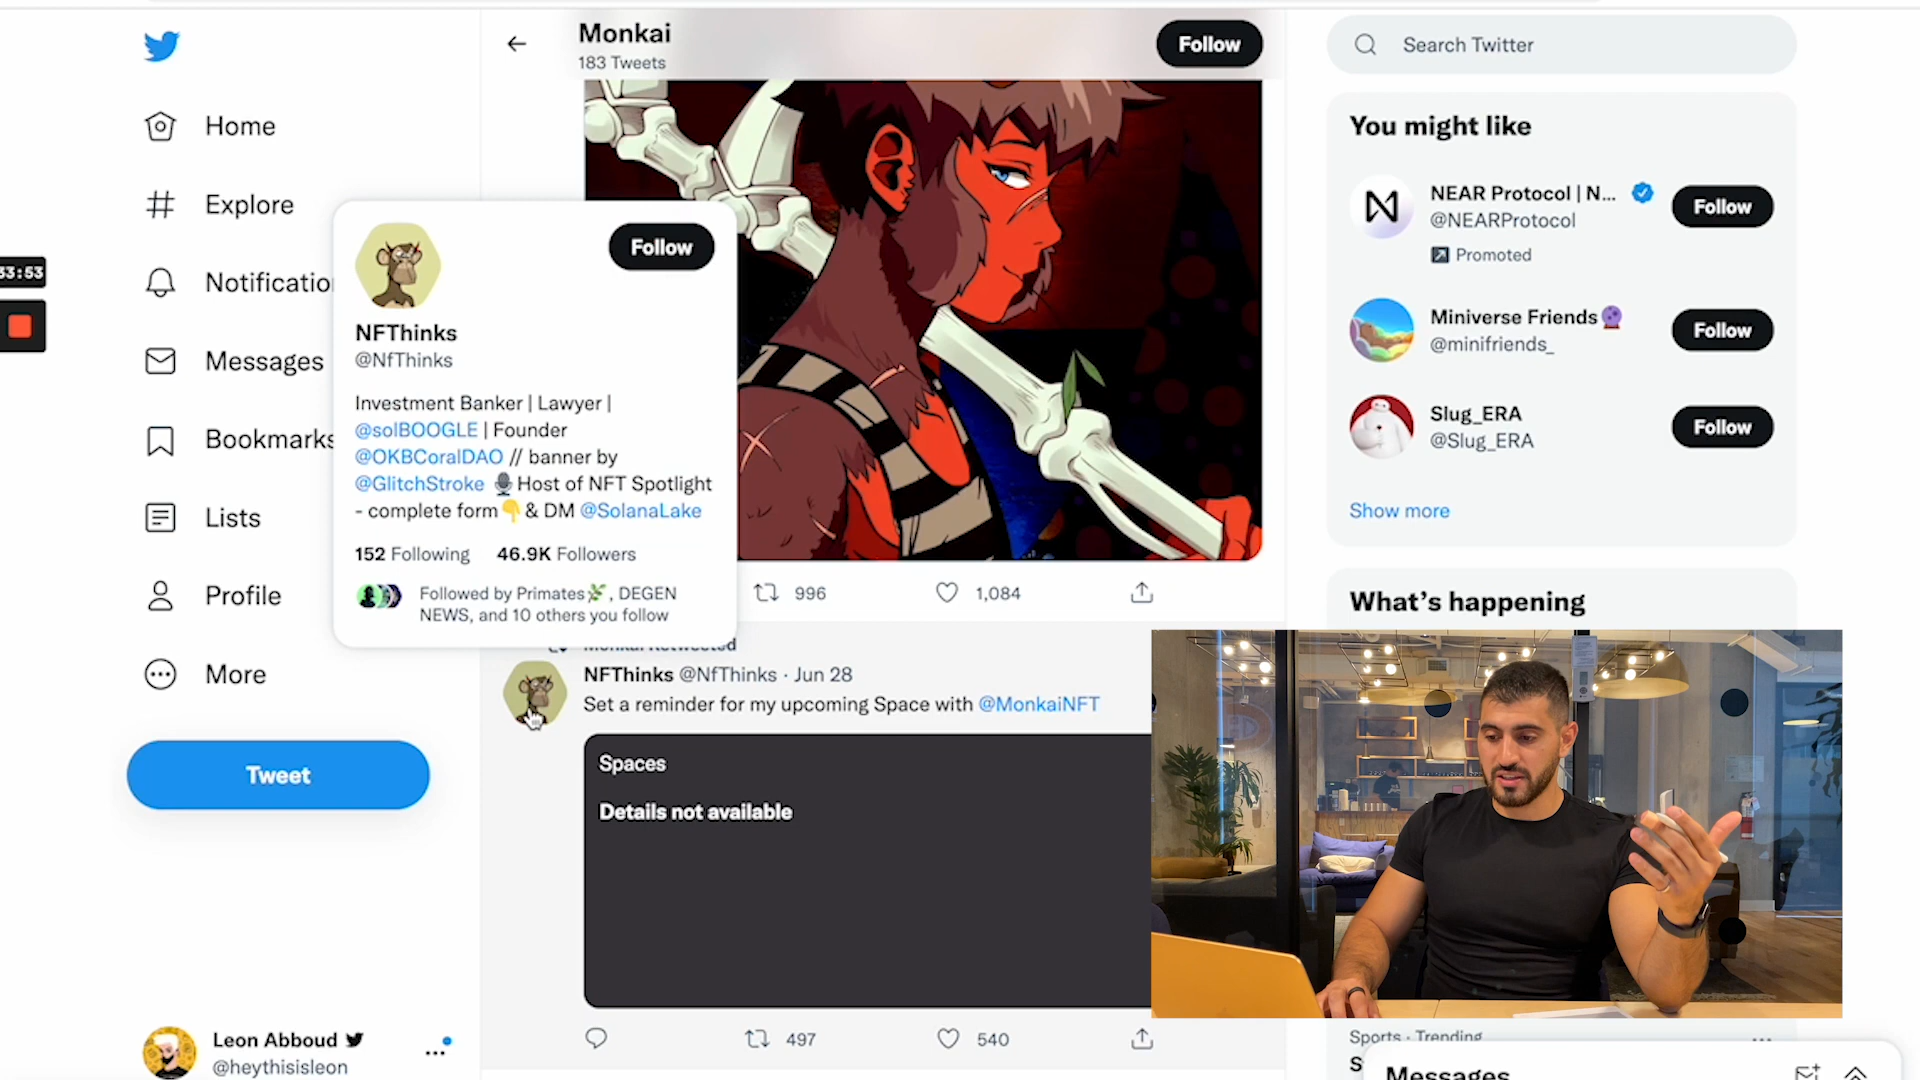 Monkai
183 Tweets
Follow
Search Twitter
Home
Explore
Notificatio
Messages
Bookmarks
Lists
Profile
More
Tweet
33:53
Follow
NFThinks
@NfThinks
Investment Banker | Lawyer |
@solBOOGLE | Founder
@OKBCoralDAO // banner by
@GlitchStroke 🎙Host of NFT Spotlight
- complete form👇& DM @SolanaLake
152 Following 46.9K Followers
Followed by Primates🌿, DEGEN
NEWS, and 10 others you follow
996 1,084
Monkai Retweeted
NFThinks @NfThinks · Jun 28
Set a reminder for my upcoming Space with @MonkaiNFT
Spaces
Details not available
497 540
You might like
NEAR Protocol | N...
@NEARProtocol
Promoted
Follow
Miniverse Friends🔮
@minifriends_
Follow
Slug_ERA
@Slug_ERA
Follow
Show more
What's happening
Sports · Trending
S
Messages
Leon Abboud
@heythisisleon